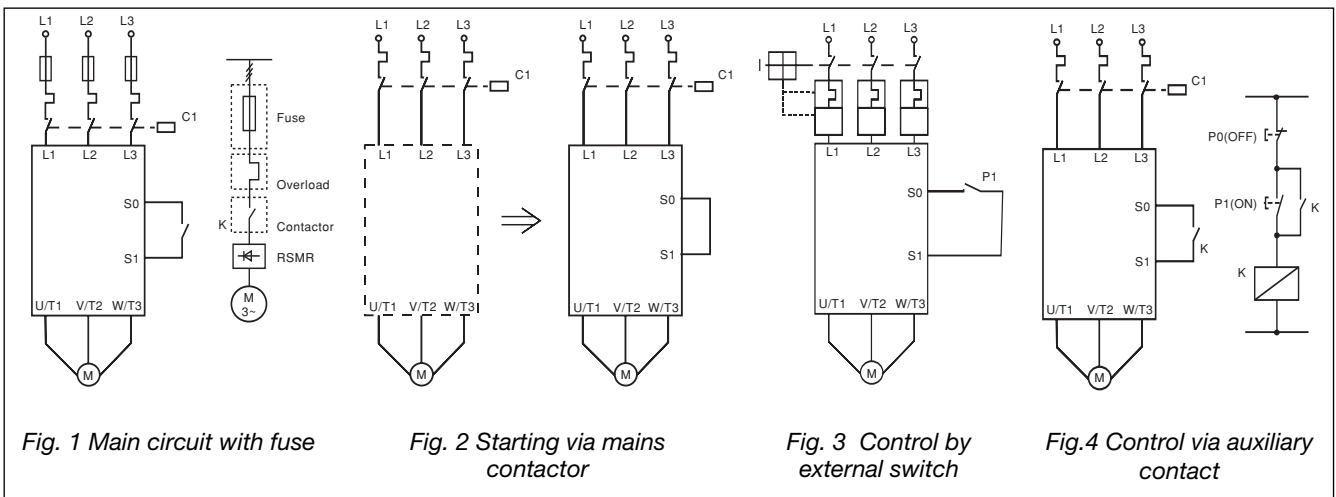 L1 L2 L3
C1
L1 L2 L3
S0
S1
U/T1 V/T2 W/T3
M
Fuse
Overload
K Contactor
RSMR
M
3~
Fig. 1 Main circuit with fuse
L1 L2 L3
C1
L1 L2 L3
U/T1 V/T2 W/T3
M
L1 L2 L3
C1
L1 L2 L3
S0
S1
U/T1 V/T2 W/T3
M
Fig. 2 Starting via mains
contactor
L1 L2 L3
I
L1 L2 L3
P1
S0
S1
U/T1 V/T2 W/T3
M
Fig. 3 Control by
external switch
L1 L2 L3
C1
L1 L2 L3
S0
K
S1
U/T1 V/T2 W/T3
M
P0(OFF)
P1(ON) K
K
Fig.4 Control via auxiliary
contact